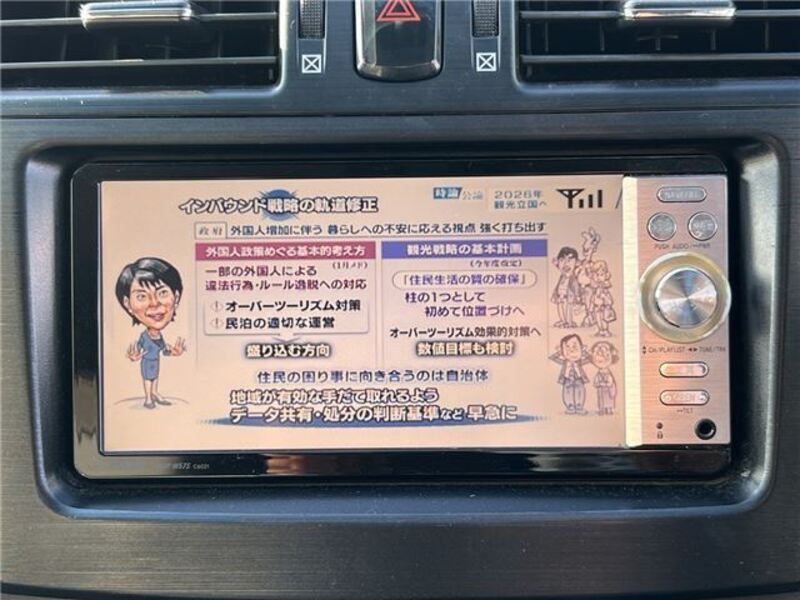 時論公論
2026年
観光立国へ
インバウンド戦略の軌道修正
政府 外国人増加に伴う 暮らしへの不安に応える視点 強く打ち出す
外国人政策めぐる基本的考え方
(1月メド)
一部の外国人による
違法行為・ルール逸脱への対応
① オーバーツーリズム対策
① 民泊の適切な運営
盛り込む方向
観光戦略の基本計画
(今年度改定)
「住民生活の質の確保」
柱の1つとして
初めて位置づけへ
オーバーツーリズム効果的対策へ
数値目標も検討
住民の困り事に向き合うのは自治体
地域が有効な手だて取れるよう
データ共有・処分の判断基準など 早急に
PUSH AUDIO/••PWR
CH/PLAYLIST ◄► TUNE/TRK
••TILT
W57S C6021